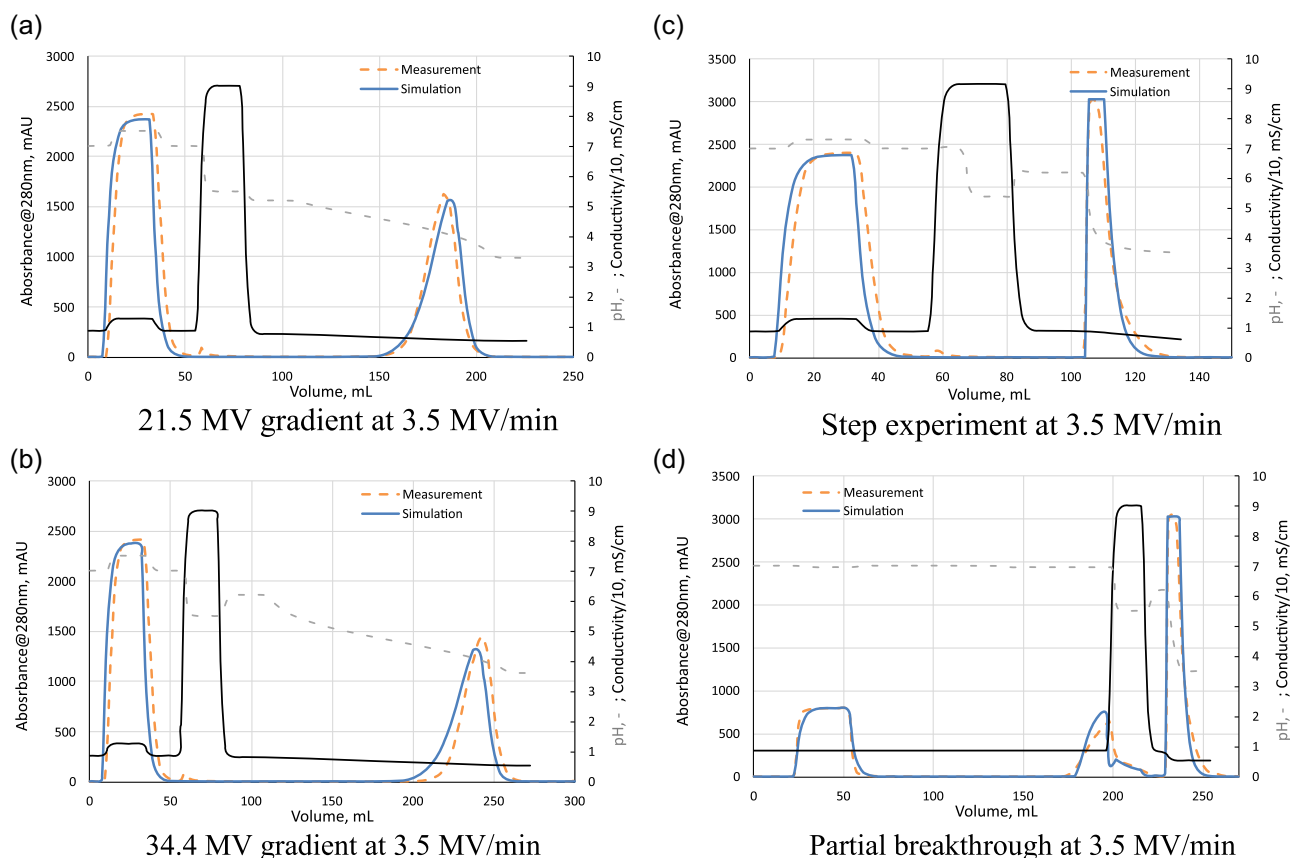 (a)
3000
2500
2000
1500
1000
500
0
Abosrbance@280nm, mAU
Measurement
Simulation
10
9
8
7
6
5
4
3
2
1
0
pH, - ; Conductivity/10, mS/cm
0 50 100 150 200 250
Volume, mL
21.5 MV gradient at 3.5 MV/min
(c)
3500
3000
2500
2000
1500
1000
500
0
Abosrbance@280nm, mAU
Measurement
Simulation
10
9
8
7
6
5
4
3
2
1
0
pH, - ; Conductivity/10, mS/cm
0 20 40 60 80 100 120 140
Volume, mL
Step experiment at 3.5 MV/min
(b)
3000
2500
2000
1500
1000
500
0
Abosrbance@280nm, mAU
Measurement
Simulation
10
9
8
7
6
5
4
3
2
1
0
pH, - ; Conductivity/10, mS/cm
0 50 100 150 200 250 300
Volume, mL
34.4 MV gradient at 3.5 MV/min
(d)
3500
3000
2500
2000
1500
1000
500
0
Abosrbance@280nm, mAU
Measurement
Simulation
10
9
8
7
6
5
4
3
2
1
0
pH, - ; Conductivity/10, mS/cm
0 50 100 150 200 250
Volume, mL
Partial breakthrough at 3.5 MV/min